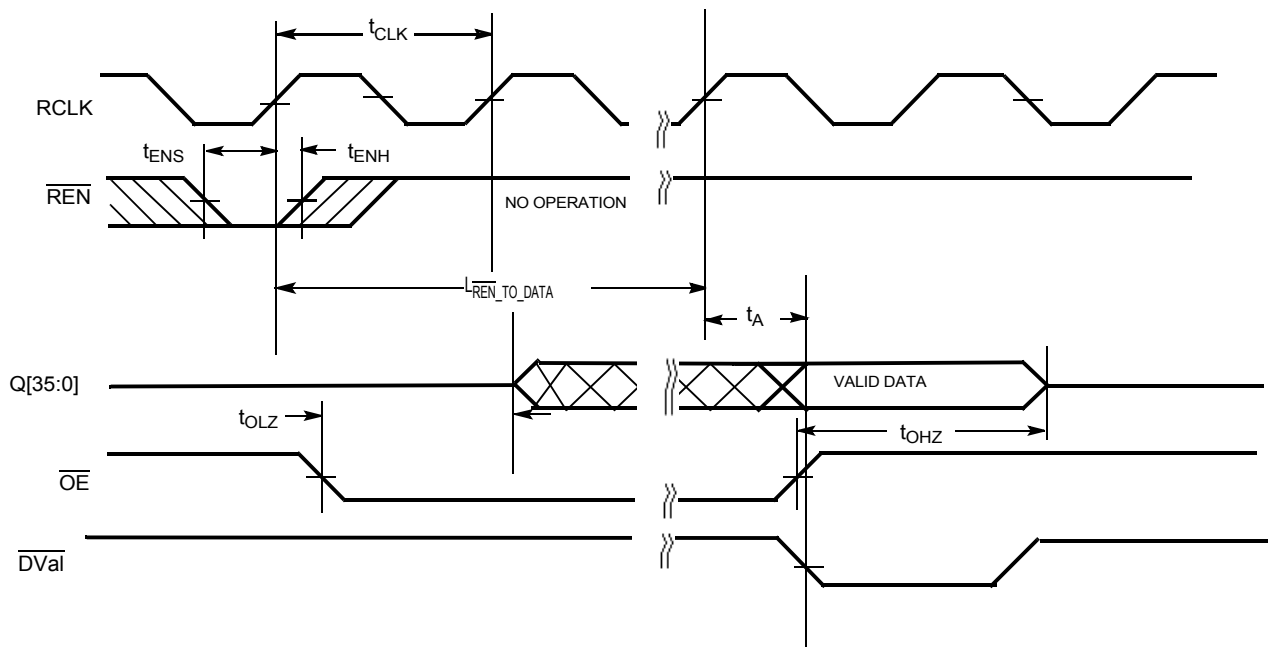 tCLK
RCLK
tENS
tENH
REN
NO OPERATION
LREN_TO_DATA
tA
Q[35:0]
VALID DATA
tOLZ
tOHZ
OE
DVal